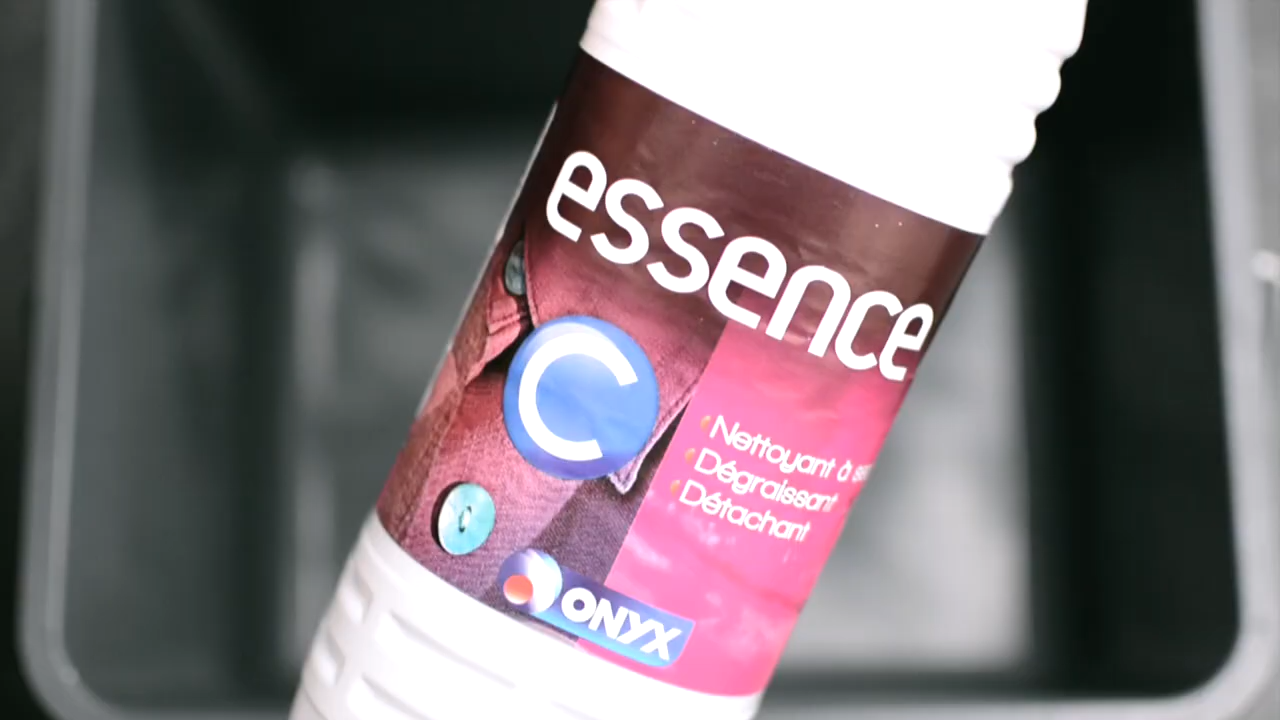 essence
C
Nettoyant à
Dégraissant
Détachant
ONYX